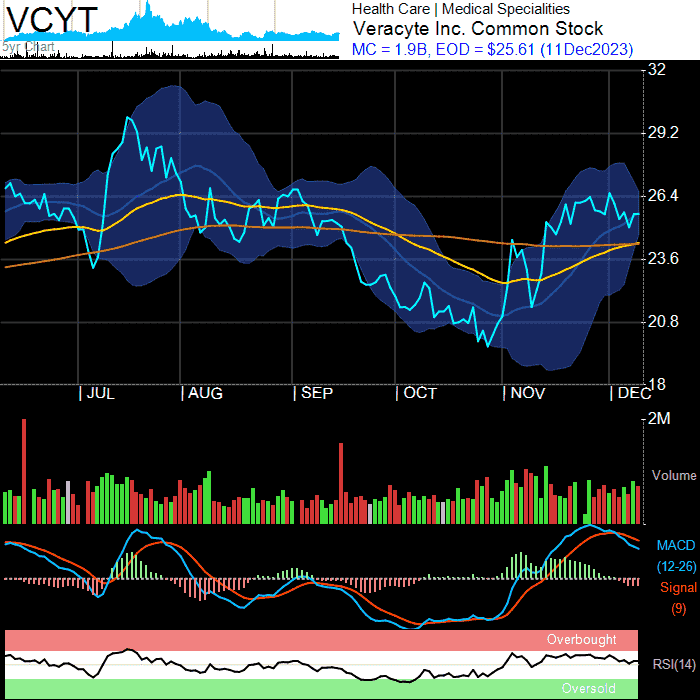 VCYT
5yr Chart
Health Care | Medical Specialities
Veracyte Inc. Common Stock
MC = 1.9B, EOD = $25.61 (11Dec2023)
32
29.2
26.4
23.6
20.8
18
| JUL | AUG | SEP | OCT | NOV | DEC
2M
Volume
MACD
(12-26)
Signal
(9)
Overbought
RSI(14)
Oversold